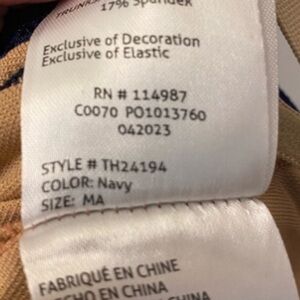 TRUNKS
17% Spandex
Exclusive of Decoration
Exclusive of Elastic
RN # 114987
C0070 PO1013760
042023
STYLE # TH24194
COLOR: Navy
SIZE: MA
FABRIQUÉ EN CHINE
HECHO EN CHINA